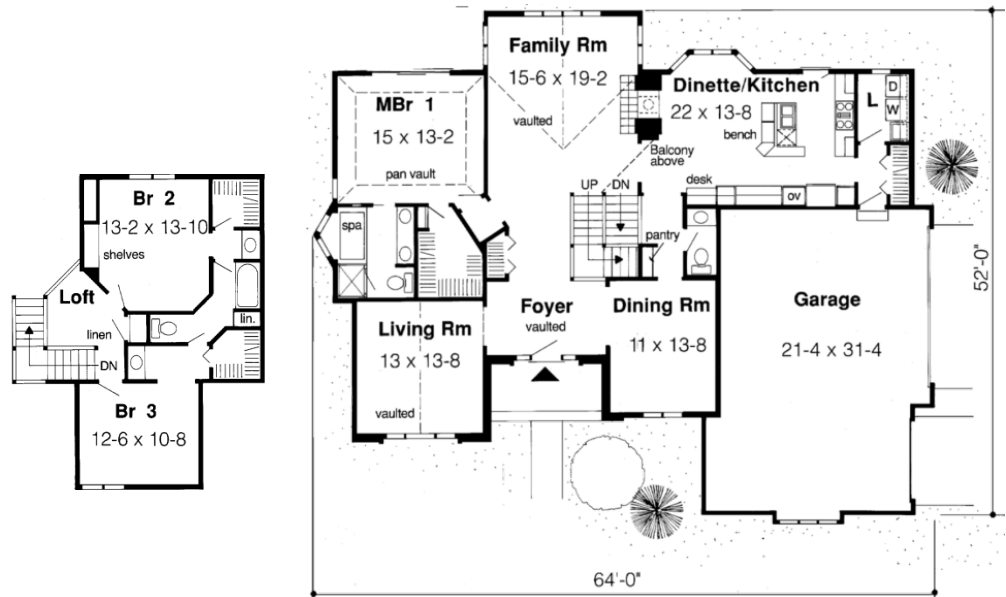 Br 2
13-2 x 13-10
shelves
Loft
linen
lin.
DN
Br 3
12-6 x 10-8
Family Rm
15-6 x 19-2
vaulted
MBr 1
15 x 13-2
pan vault
Dinette/Kitchen
22 x 13-8
bench
L
D
W
Balcony
above
UP
DN
desk
ov
spa
pantry
Foyer
vaulted
Living Rm
13 x 13-8
vaulted
Dining Rm
11 x 13-8
Garage
21-4 x 31-4
52'-0"
64'-0"